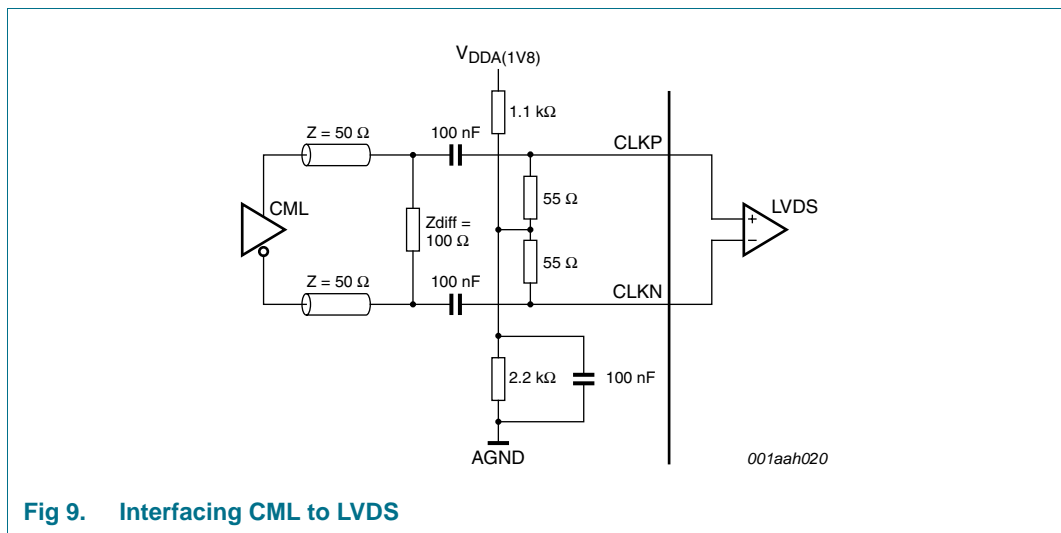 VDDA(1V8)
1.1 kΩ
Z = 50 Ω
100 nF
CLKP
55 Ω
CML
Zdiff =
100 Ω
LVDS
+
−
55 Ω
Z = 50 Ω
100 nF
CLKN
2.2 kΩ
100 nF
AGND
001aah020
Fig 9. Interfacing CML to LVDS